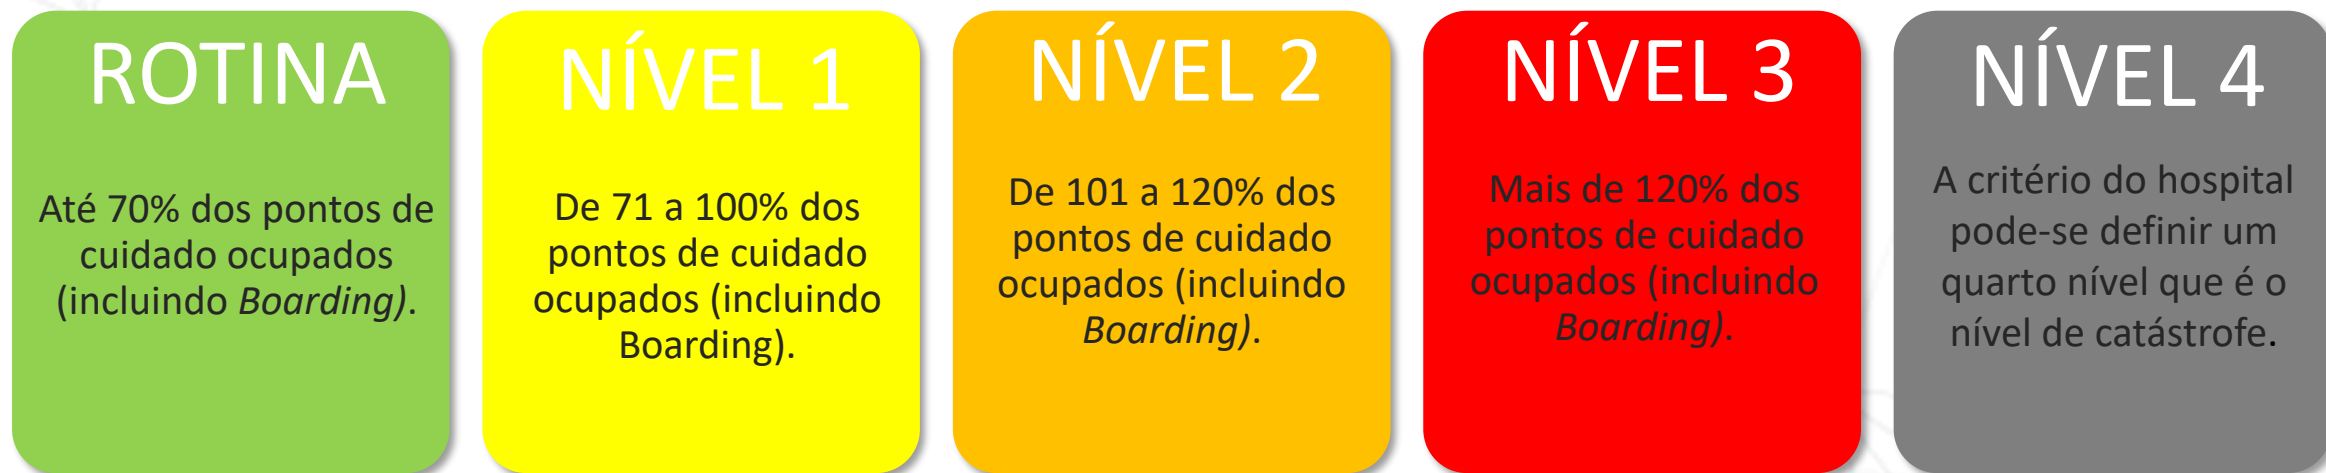 ROTINA
Até 70% dos pontos de
cuidado ocupados
(incluindo Boarding).
NÍVEL 1
De 71 a 100% dos
pontos de cuidado
ocupados (incluindo
Boarding).
NÍVEL 2
De 101 a 120% dos
pontos de cuidado
ocupados (incluindo
Boarding).
NÍVEL 3
Mais de 120% dos
pontos de cuidado
ocupados (incluindo
Boarding).
NÍVEL 4
A critério do hospital
pode-se definir um
quarto nível que é o
nível de catástrofe.